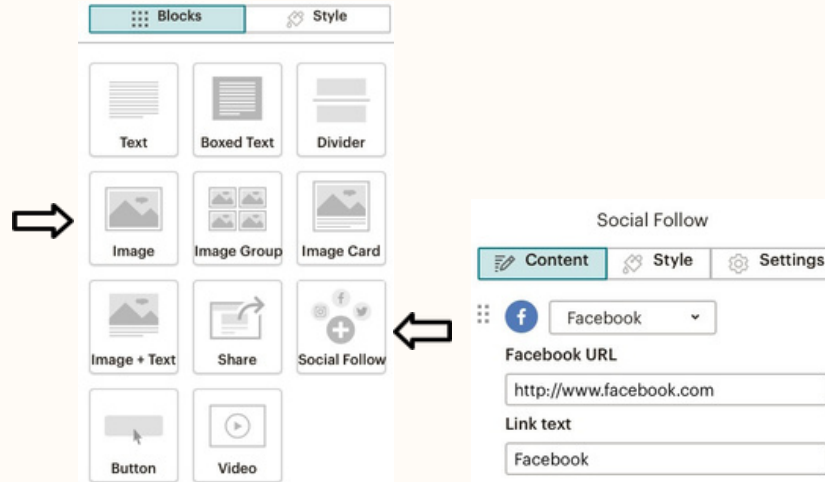 Blocks Style
Text Boxed Text Divider
Image Image Group Image Card
Image + Text Share Social Follow
Button Video
Social Follow
Content Style Settings
Facebook
Facebook URL
http://www.facebook.com
Link text
Facebook